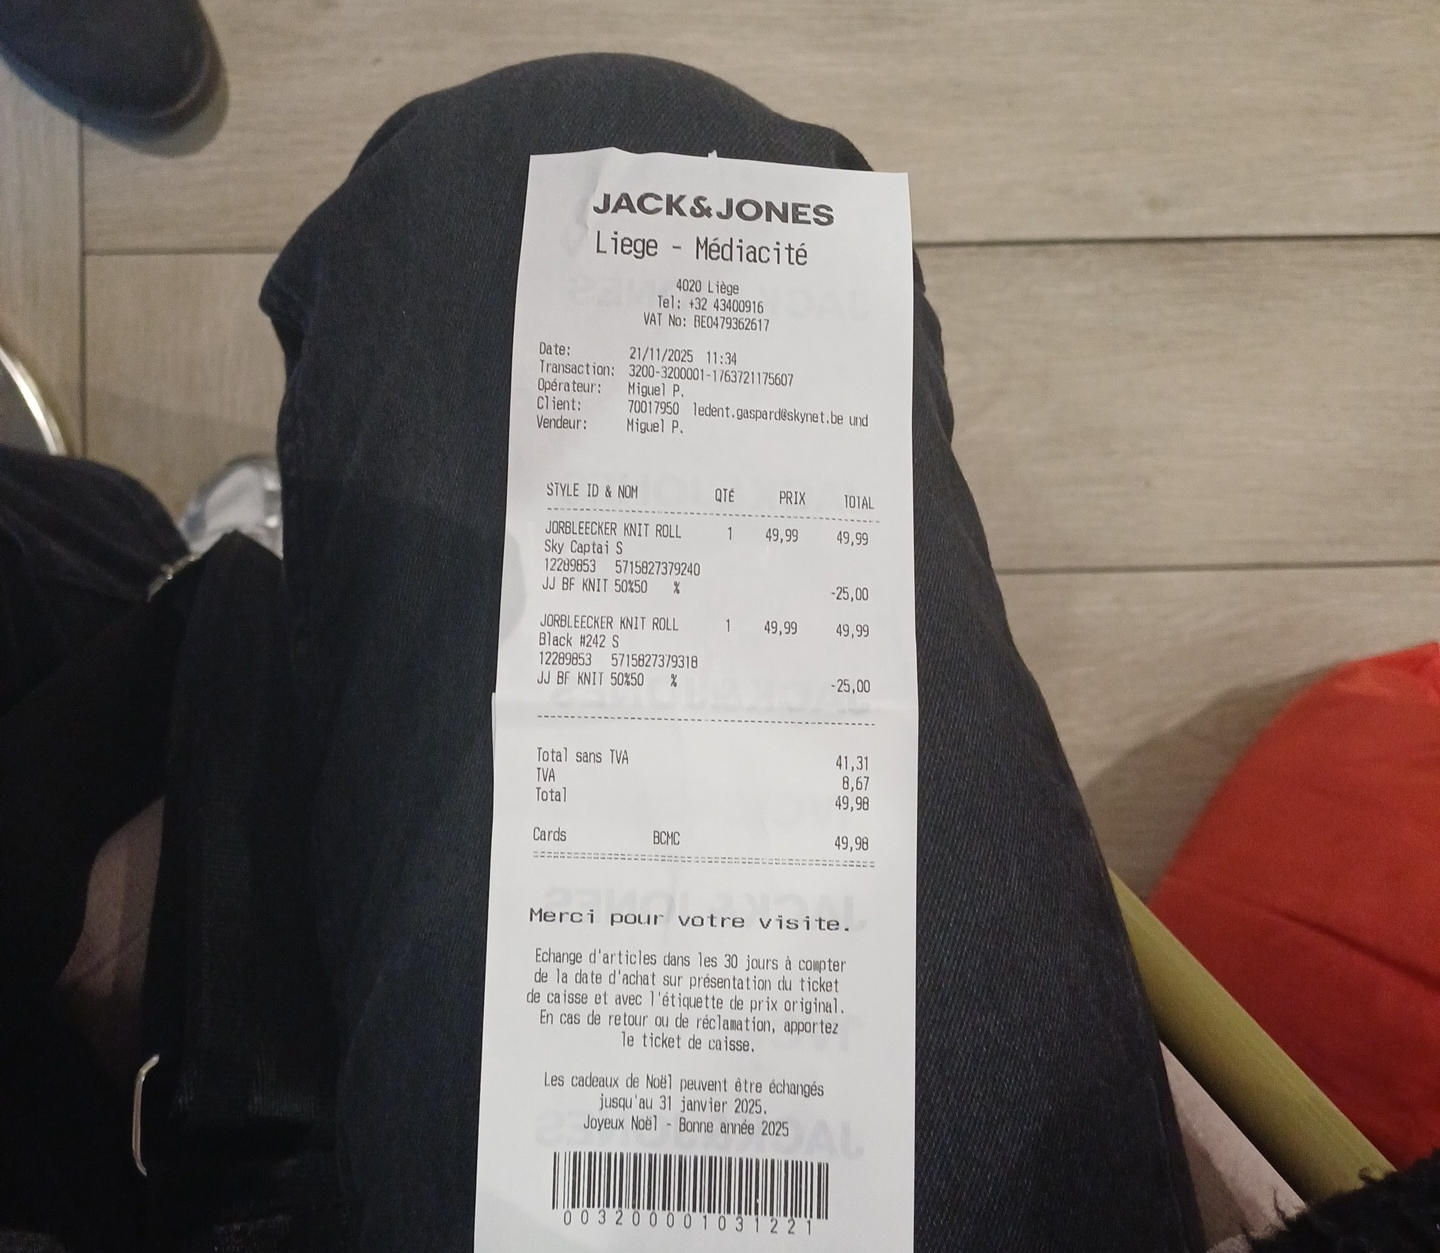 JACK&JONES
Liege - Médiacité
4020 Liège
Tel: +32 43400916
VAT No: BE0479362617
Date: 21/11/2025 11:34
Transaction: 3200-3200001-1763721175607
Opérateur: Miguel P.
Client: 70017950 ledent.gaspard@skynet.be und
Vendeur: Miguel P.
STYLE ID & NOM QTÉ PRIX TOTAL
JORBLEECKER KNIT ROLL 1 49,99 49,99
Sky Captai S
12289853 5715827379240
JJ BF KNIT 50%50 % -25,00
JORBLEECKER KNIT ROLL 1 49,99 49,99
Black #242 S
12289853 5715827379318
JJ BF KNIT 50%50 % -25,00
Total sans TVA 41,31
TVA 8,67
Total 49,98
Cards BCMC 49,98
Merci pour votre visite.
Echange d'articles dans les 30 jours à compter
de la date d'achat sur présentation du ticket
de caisse et avec l'étiquette de prix original.
En cas de retour ou de réclamation, apportez
le ticket de caisse.
Les cadeaux de Noël peuvent être échangés
jusqu'au 31 janvier 2025.
Joyeux Noël - Bonne année 2025
003200001031221